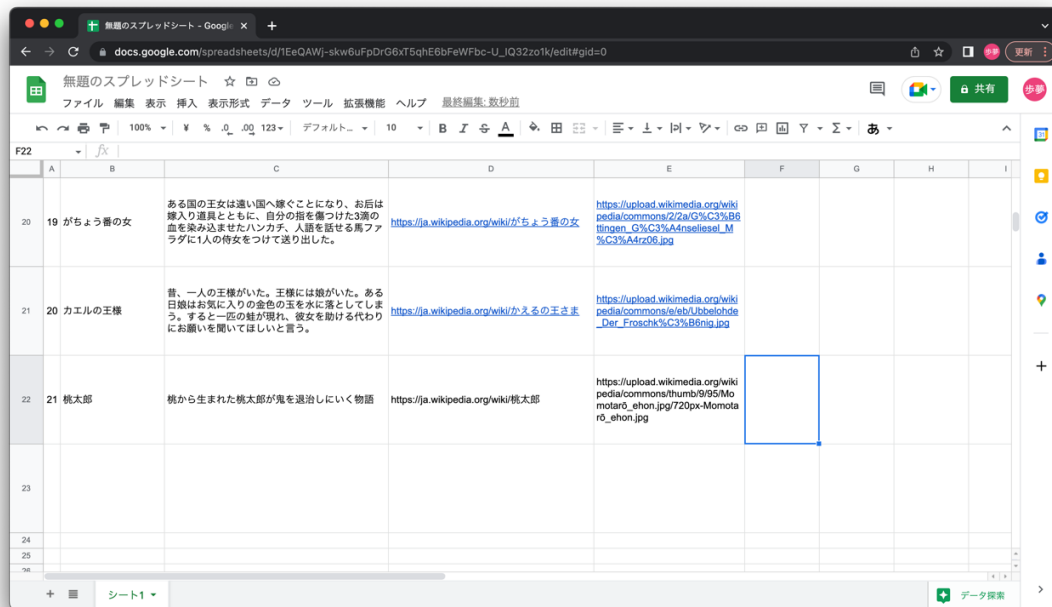 無題のスプレッドシート - Google
docs.google.com/spreadsheets/d/1EeQAWj-skw6uFpDrG6xT5qhE6bFeWFbc-U_IQ32zo1k/edit#gid=0
歩夢
更新
無題のスプレッドシート
ファイル 編集 表示 挿入 表示形式 データ ツール 拡張機能 ヘルプ 最終編集: 数秒前
共有
歩夢
100% ¥ % .0 .00 123 デフォルト... 10 B I S A あ
F22 fx
A B C D E F G H I
20 19 がちょう番の女
ある国の王女は遠い国へ嫁ぐことになり、お后は
嫁入り道具とともに、自分の指を傷つけた3滴の
血を染み込ませたハンカチ、人語を話せる馬ファ
ラダに1人の侍女をつけて送り出した。
https://ja.wikipedia.org/wiki/がちょう番の女
https://upload.wikimedia.org/wiki
pedia/commons/2/2a/G%C3%B6
ttingen_G%C3%A4nseliesel_M
%C3%A4rz06.jpg
21 20 カエルの王様
昔、一人の王様がいた。王様には娘がいた。ある
日娘はお気に入りの金色の玉を水に落としてしま
う。すると一匹の蛙が現れ、彼女を助ける代わり
にお願いを聞いてほしいと言う。
https://ja.wikipedia.org/wiki/かえるの王さま
https://upload.wikimedia.org/wiki
pedia/commons/e/eb/Ubbelohde
_Der_Froschk%C3%B6nig.jpg
22 21 桃太郎
桃から生まれた桃太郎が鬼を退治しにいく物語
https://ja.wikipedia.org/wiki/桃太郎
https://upload.wikimedia.org/wiki
pedia/commons/thumb/9/95/Mo
motarō_ehon.jpg/720px-Momota
rō_ehon.jpg
23
24
25
26
シート1
データ探索